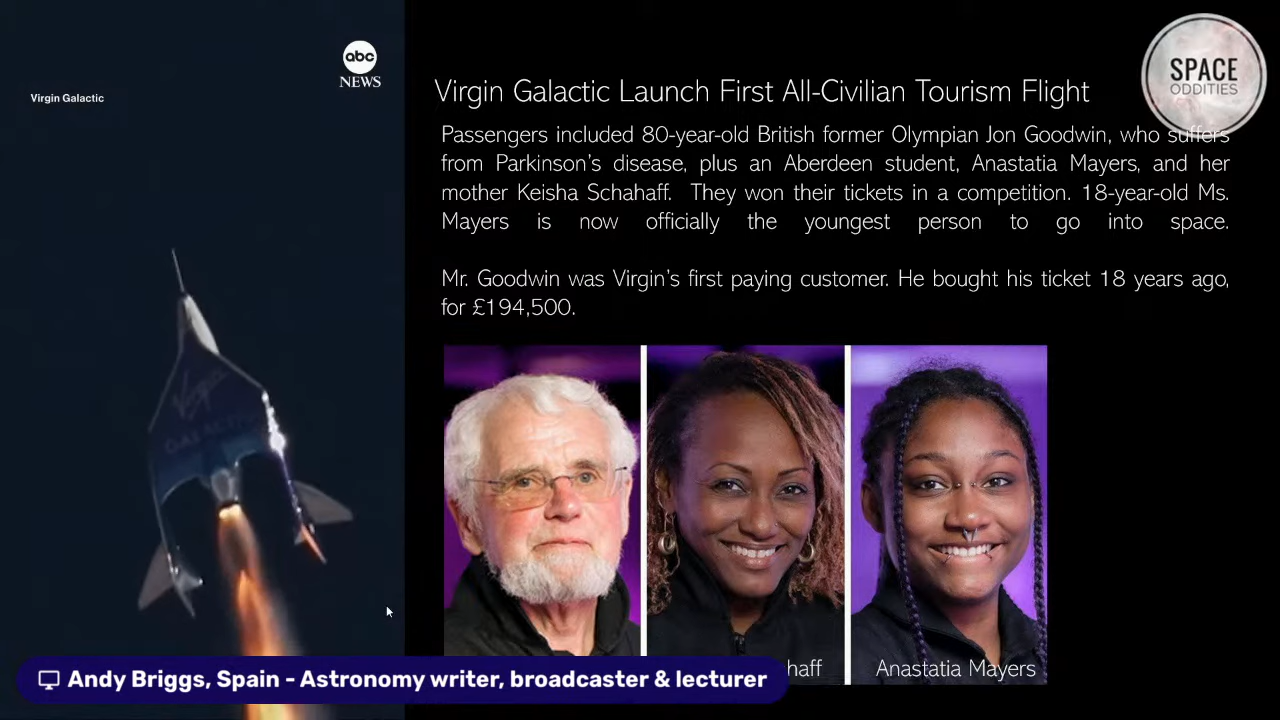 abc
NEWS
Virgin Galactic
SPACE
ODDITIES
Virgin Galactic Launch First All-Civilian Tourism Flight
Passengers included 80-year-old British former Olympian Jon Goodwin, who suffers
from Parkinson's disease, plus an Aberdeen student, Anastatia Mayers, and her
mother Keisha Schahaff. They won their tickets in a competition. 18-year-old Ms.
Mayers is now officially the youngest person to go into space.
Mr. Goodwin was Virgin's first paying customer. He bought his ticket 18 years ago,
for £194,500.
Virgin
GALACTIC
haff
Anastatia Mayers
Andy Briggs, Spain - Astronomy writer, broadcaster & lecturer